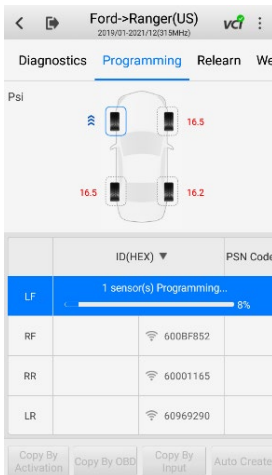 Ford->Ranger(US)
2019/01-2021/12(315MHz)
VCI
Diagnostics Programming Relearn We
Psi
16.5
16.5 16.2
ID(HEX) ▼ PSN Code
LF 1 sensor(s) Programming...
8%
RF 600BF852
RR 60001165
LR 60969290
Copy By Activation Copy By OBD Copy By Input Auto Create